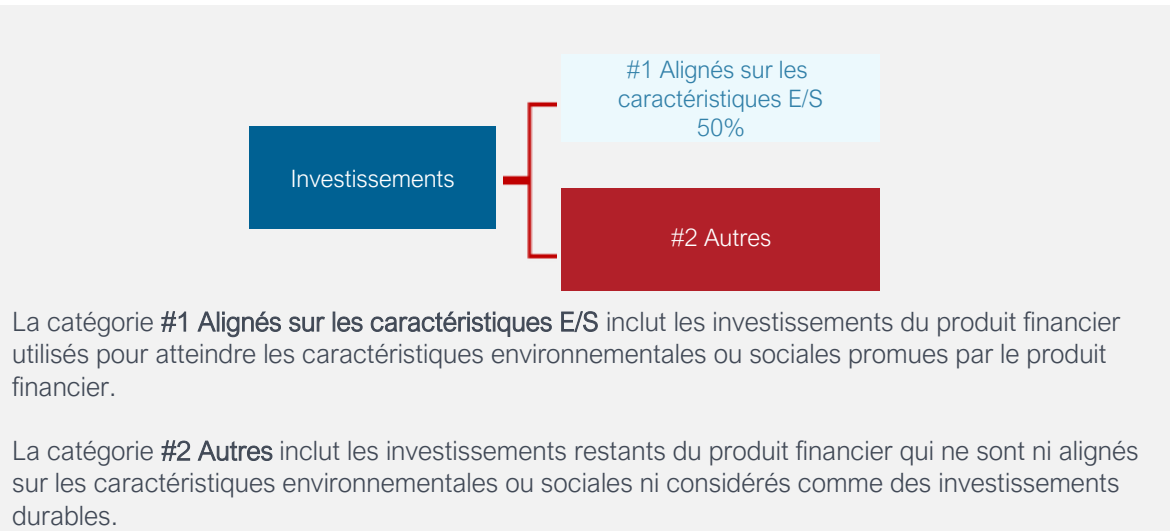 #1 Alignés sur les
caractéristiques E/S
50%
Investissements
#2 Autres
La catégorie #1 Alignés sur les caractéristiques E/S inclut les investissements du produit financier
utilisés pour atteindre les caractéristiques environnementales ou sociales promues par le produit
financier.
La catégorie #2 Autres inclut les investissements restants du produit financier qui ne sont ni alignés
sur les caractéristiques environnementales ou sociales ni considérés comme des investissements
durables.